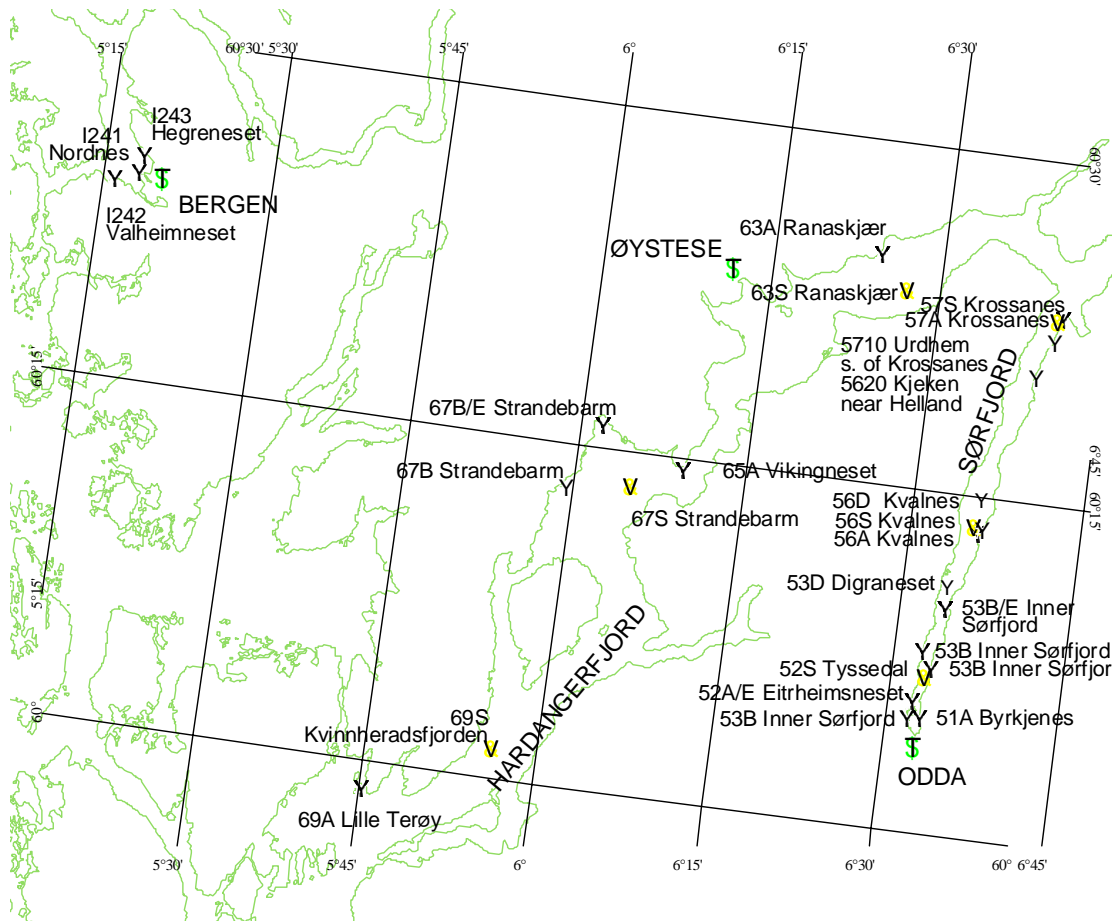 5°15'
60°30' 5°30'
5°45'
6°
6°15'
6°30'
I243
Hegreneset
I241
Nordnes
BERGEN
I242
Valheimneset
60°30'
63A Ranaskjær
ØYSTESE
63S Ranaskjær
57S Krossanes
57A Krossanes
5710 Urdhem
s. of Krossanes
5620 Kjeken
near Helland
SØRFJORD
60°15'
67B/E Strandebarm
67B Strandebarm
65A Vikingneset
67S Strandebarm
6°45'
60°15'
56D Kvalnes
56S Kvalnes
56A Kvalnes
53D Digraneset
53B/E Inner
Sørfjord
53B Inner Sørfjord
52S Tyssedal
53B Inner Sørfjor
52A/E Eitrheimsneset
53B Inner Sørfjord
51A Byrkjenes
ODDA
5°15'
60°
69S
Kvinnheradsfjorden
HARDANGERFJORD
69A Lille Terøy
5°30'
5°45'
6°
6°15'
6°30'
60° 6°45'